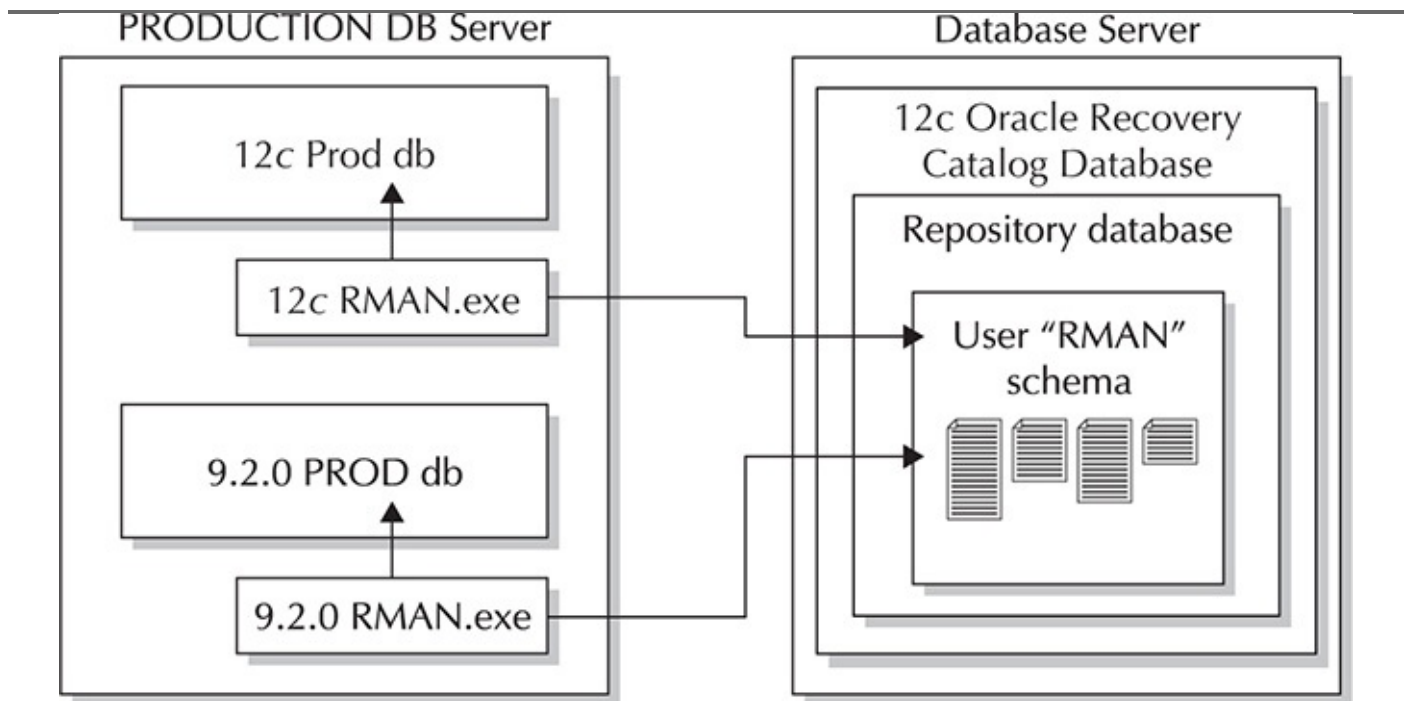 PRODUCTION DB Server
12c Prod db
12c RMAN.exe
9.2.0 PROD db
9.2.0 RMAN.exe
Database Server
12c Oracle Recovery
Catalog Database
Repository database
User “RMAN”
schema